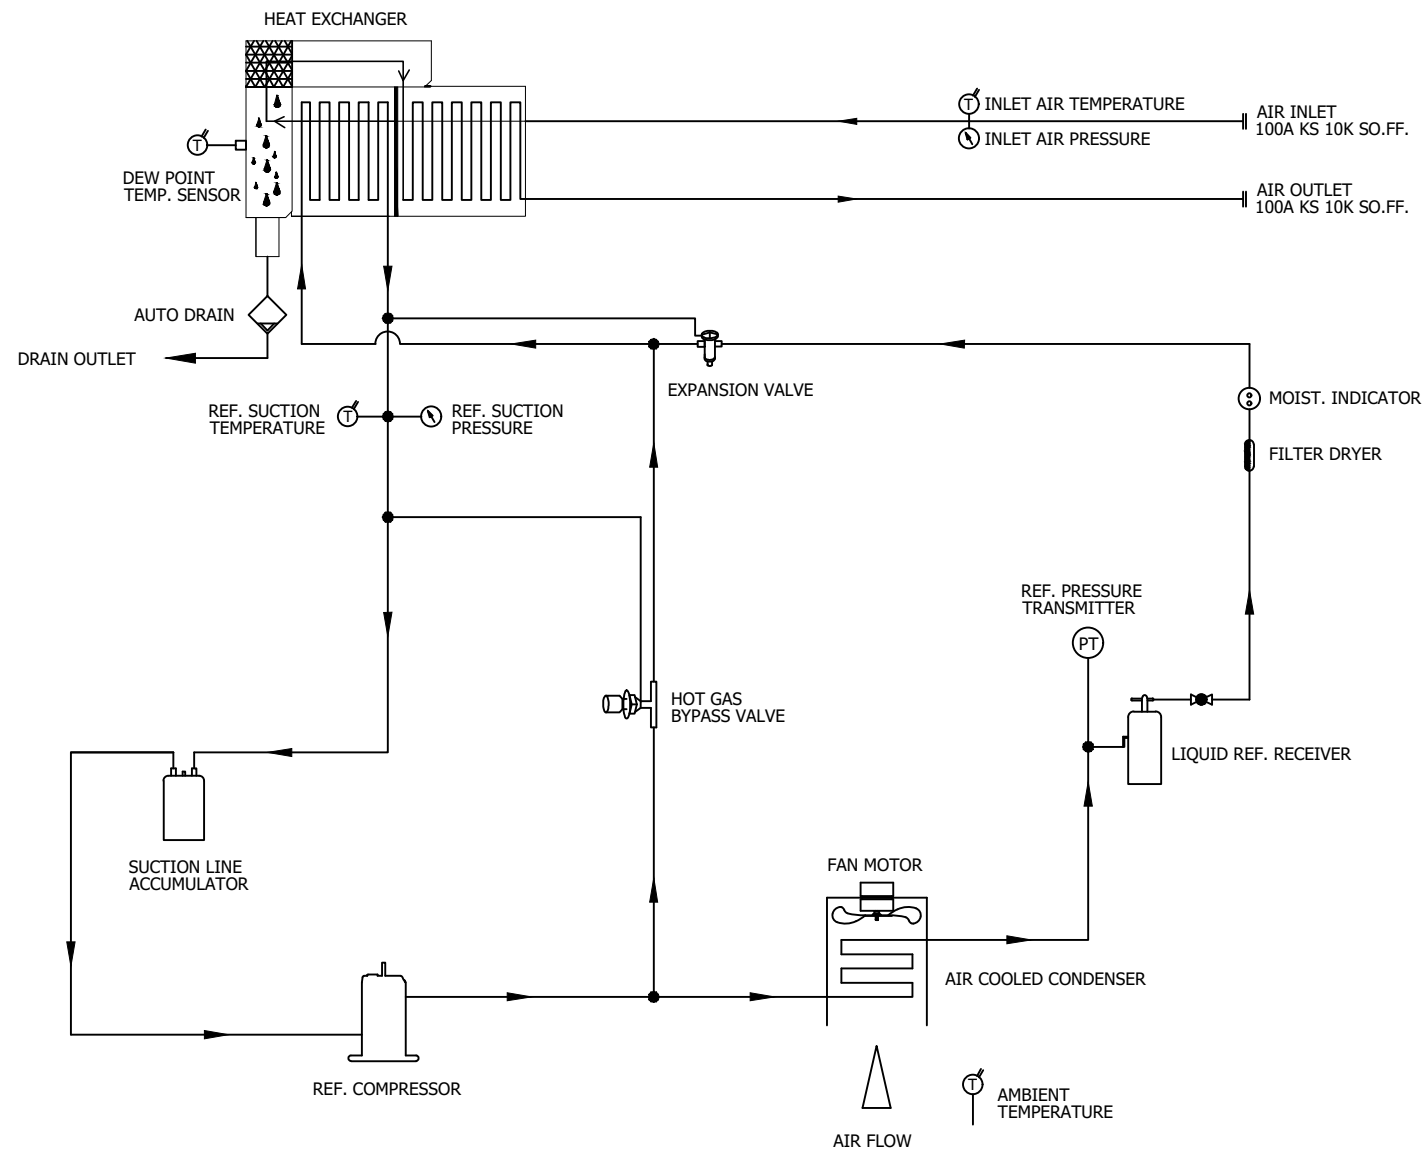 HEAT EXCHANGER
T
INLET AIR TEMPERATURE
INLET AIR PRESSURE
AIR INLET
100A KS 10K SO.FF.
T
DEW POINT
TEMP. SENSOR
AIR OUTLET
100A KS 10K SO.FF.
AUTO DRAIN
DRAIN OUTLET
EXPANSION VALVE
MOIST. INDICATOR
REF. SUCTION
TEMPERATURE
T
REF. SUCTION
PRESSURE
FILTER DRYER
REF. PRESSURE
TRANSMITTER
PT
HOT GAS
BYPASS VALVE
LIQUID REF. RECEIVER
SUCTION LINE
ACCUMULATOR
FAN MOTOR
AIR COOLED CONDENSER
REF. COMPRESSOR
T
AMBIENT
TEMPERATURE
AIR FLOW